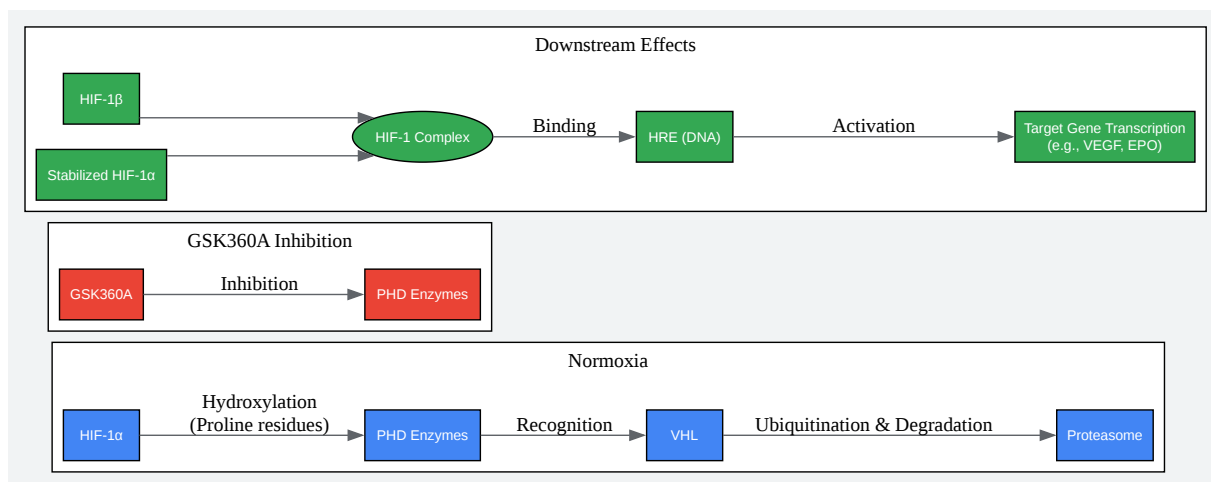 Downstream Effects
HIF-1β
Stabilized HIF-1α
HIF-1 Complex
Binding
HRE (DNA)
Activation
Target Gene Transcription
(e.g., VEGF, EPO)
GSK360A Inhibition
GSK360A
Inhibition
PHD Enzymes
Normoxia
HIF-1α
Hydroxylation
(Proline residues)
PHD Enzymes
Recognition
VHL
Ubiquitination & Degradation
Proteasome